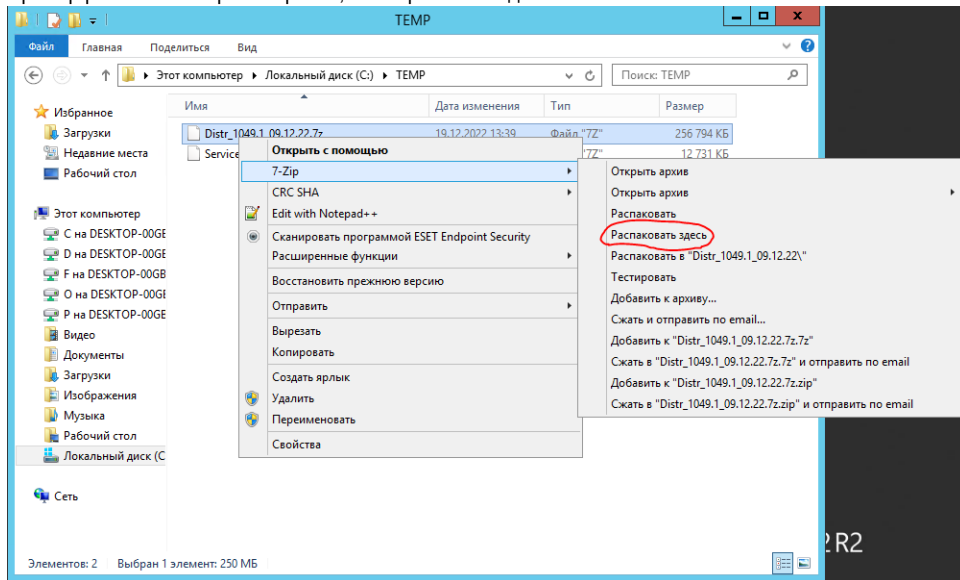 TEMP
Файл Главная Поделиться Вид
Этот компьютер Локальный диск (C:) TEMP
Поиск: TEMP
Имя Дата изменения Тип Размер
Избранное
Загрузки
Недавние места
Рабочий стол
Этот компьютер
C на DESKTOP-00GE
D на DESKTOP-00GE
F на DESKTOP-00GB
O на DESKTOP-00GE
P на DESKTOP-00GE
Видео
Документы
Загрузки
Изображения
Музыка
Рабочий стол
Локальный диск (C
Сеть
Distr_1049.1_09.12.22.7z 19.12.2022 13:39 Файл "7Z" 256 794 КБ
Service "7Z" 12 731 КБ
Открыть с помощью
7-Zip
CRC SHA
Edit with Notepad++
Сканировать программой ESET Endpoint Security
Расширенные функции
Восстановить прежнюю версию
Отправить
Вырезать
Копировать
Создать ярлык
Удалить
Переименовать
Свойства
Открыть архив
Открыть архив
Распаковать
Распаковать здесь
Распаковать в "Distr_1049.1_09.12.22\"
Тестировать
Добавить к архиву...
Сжать и отправить по email...
Добавить к "Distr_1049.1_09.12.22.7z.7z"
Сжать в "Distr_1049.1_09.12.22.7z.7z" и отправить по email
Добавить к "Distr_1049.1_09.12.22.7z.zip"
Сжать в "Distr_1049.1_09.12.22.7z.zip" и отправить по email
Элементов: 2 Выбран 1 элемент: 250 МБ
2 R2